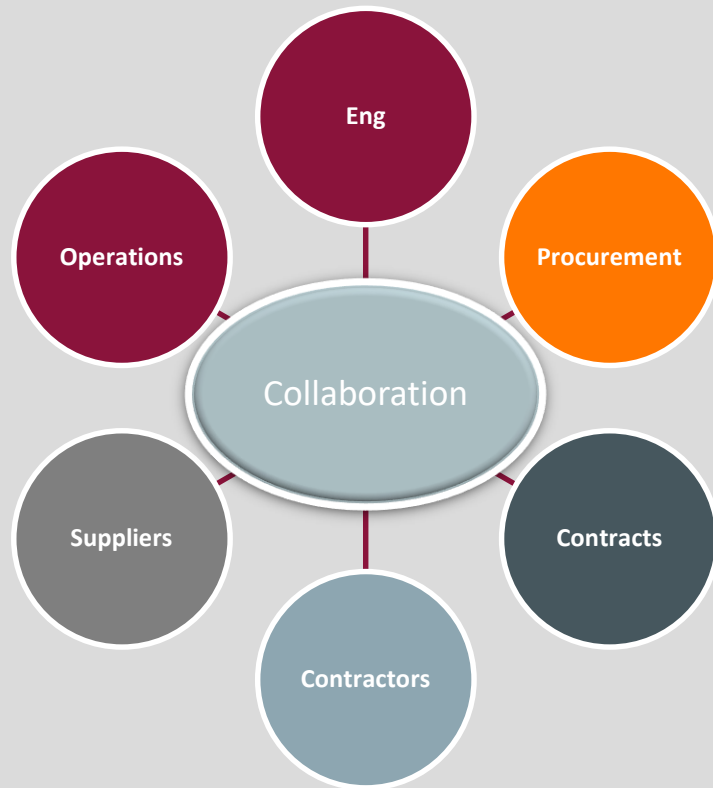 Eng
Operations
Procurement
Collaboration
Suppliers
Contracts
Contractors